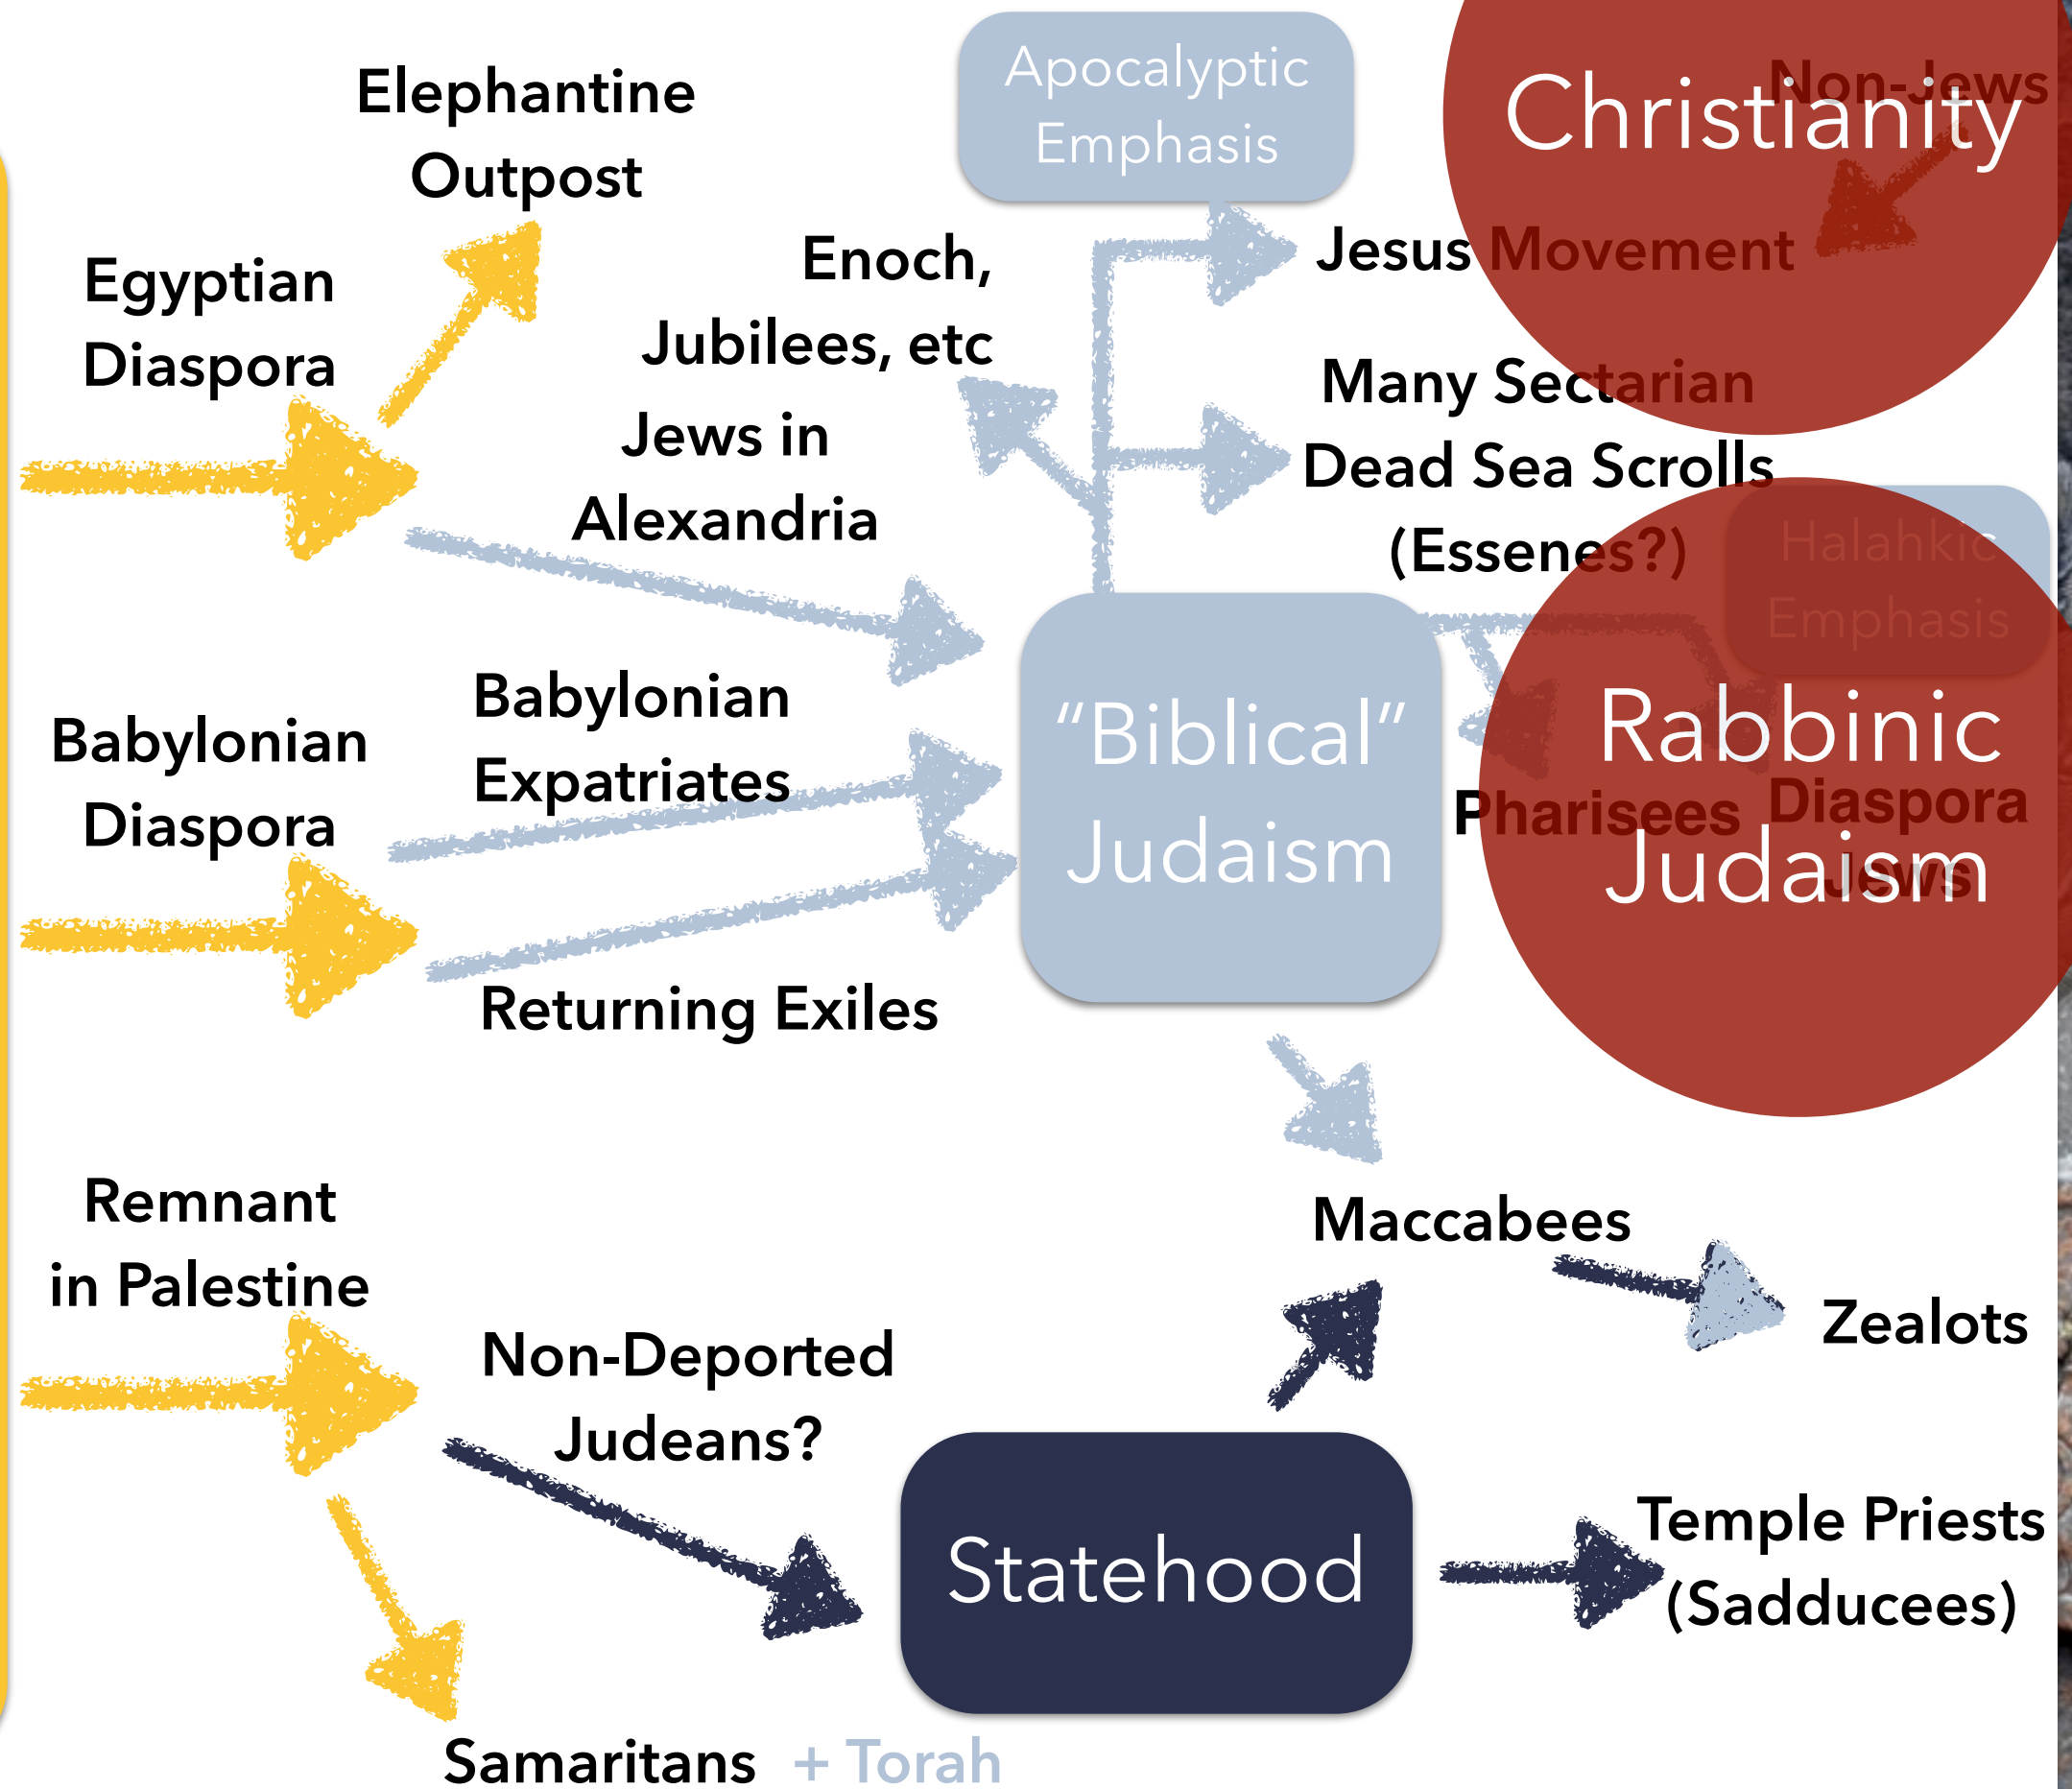 Elephantine
Outpost
Apocalyptic
Emphasis
Christianity
Non-Jews
Egyptian
Diaspora
Enoch,
Jubilees, etc
Jesus Movement
Jews in
Alexandria
Many Sectarian
Dead Sea Scrolls
(Essenes?)
Halahkic
Emphasis
Babylonian
Diaspora
Babylonian
Expatriates
"Biblical"
Judaism
Rabbinic
Judaism
Pharisees
Diaspora
Jews
Returning Exiles
Remnant
in Palestine
Maccabees
Zealots
Non-Deported
Judeans?
Statehood
Temple Priests
(Sadducees)
Samaritans + Torah